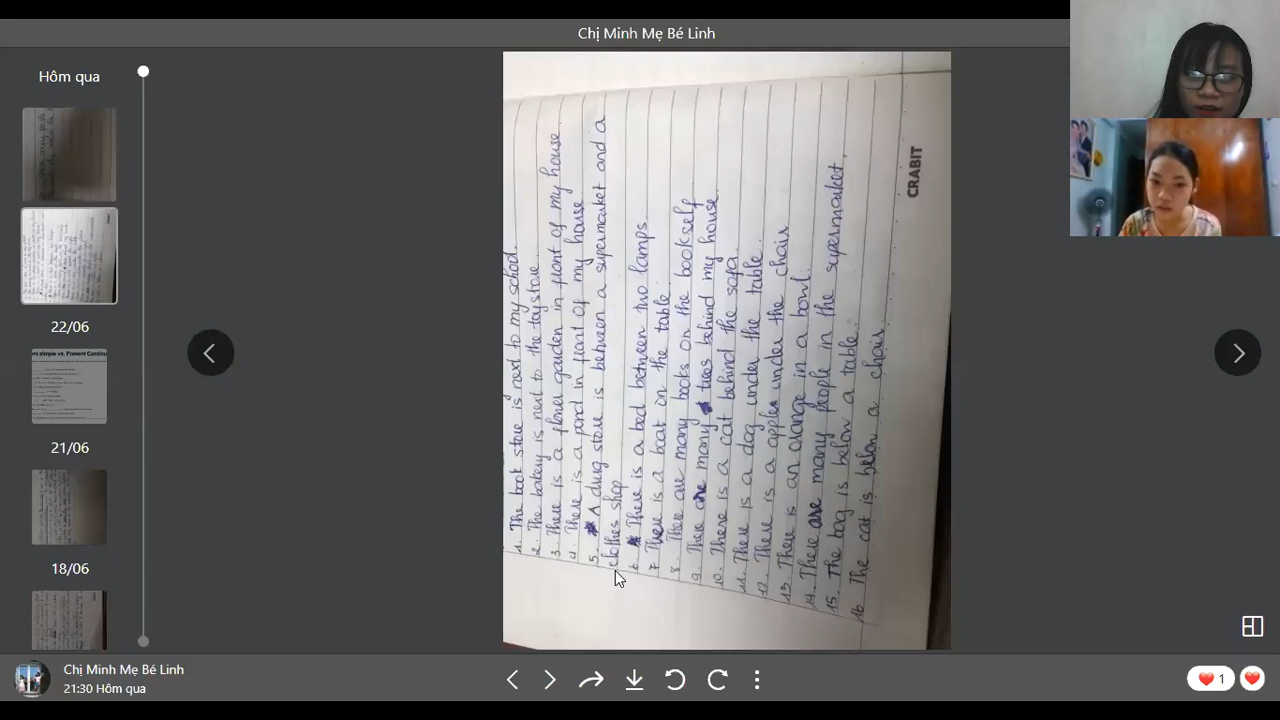 Chị Minh Mẹ Bé Linh
Hôm qua
22/06
21/06
18/06
1. The book store is next to my school.
2. The bakery is next to the toy store.
3. There is a flower garden in front of my house.
4. There is a pond in front of my house.
5. A drug store is between a supermarket and a
clothes shop
6. There is a bed between two lamps.
7. There is a boat on the table.
8. There are many books on the bookself
9. There are many trees behind my house.
10. There is a cat behind the sofa.
11. There is a dog under the table.
12. There is a apple under the chair
13. There is an orange in a bowl.
14. There are many people in the supermarket.
15. The bag is below a table.
16. The cat is below a chair.
CRABIT
Chị Minh Mẹ Bé Linh
21:30 Hôm qua
1